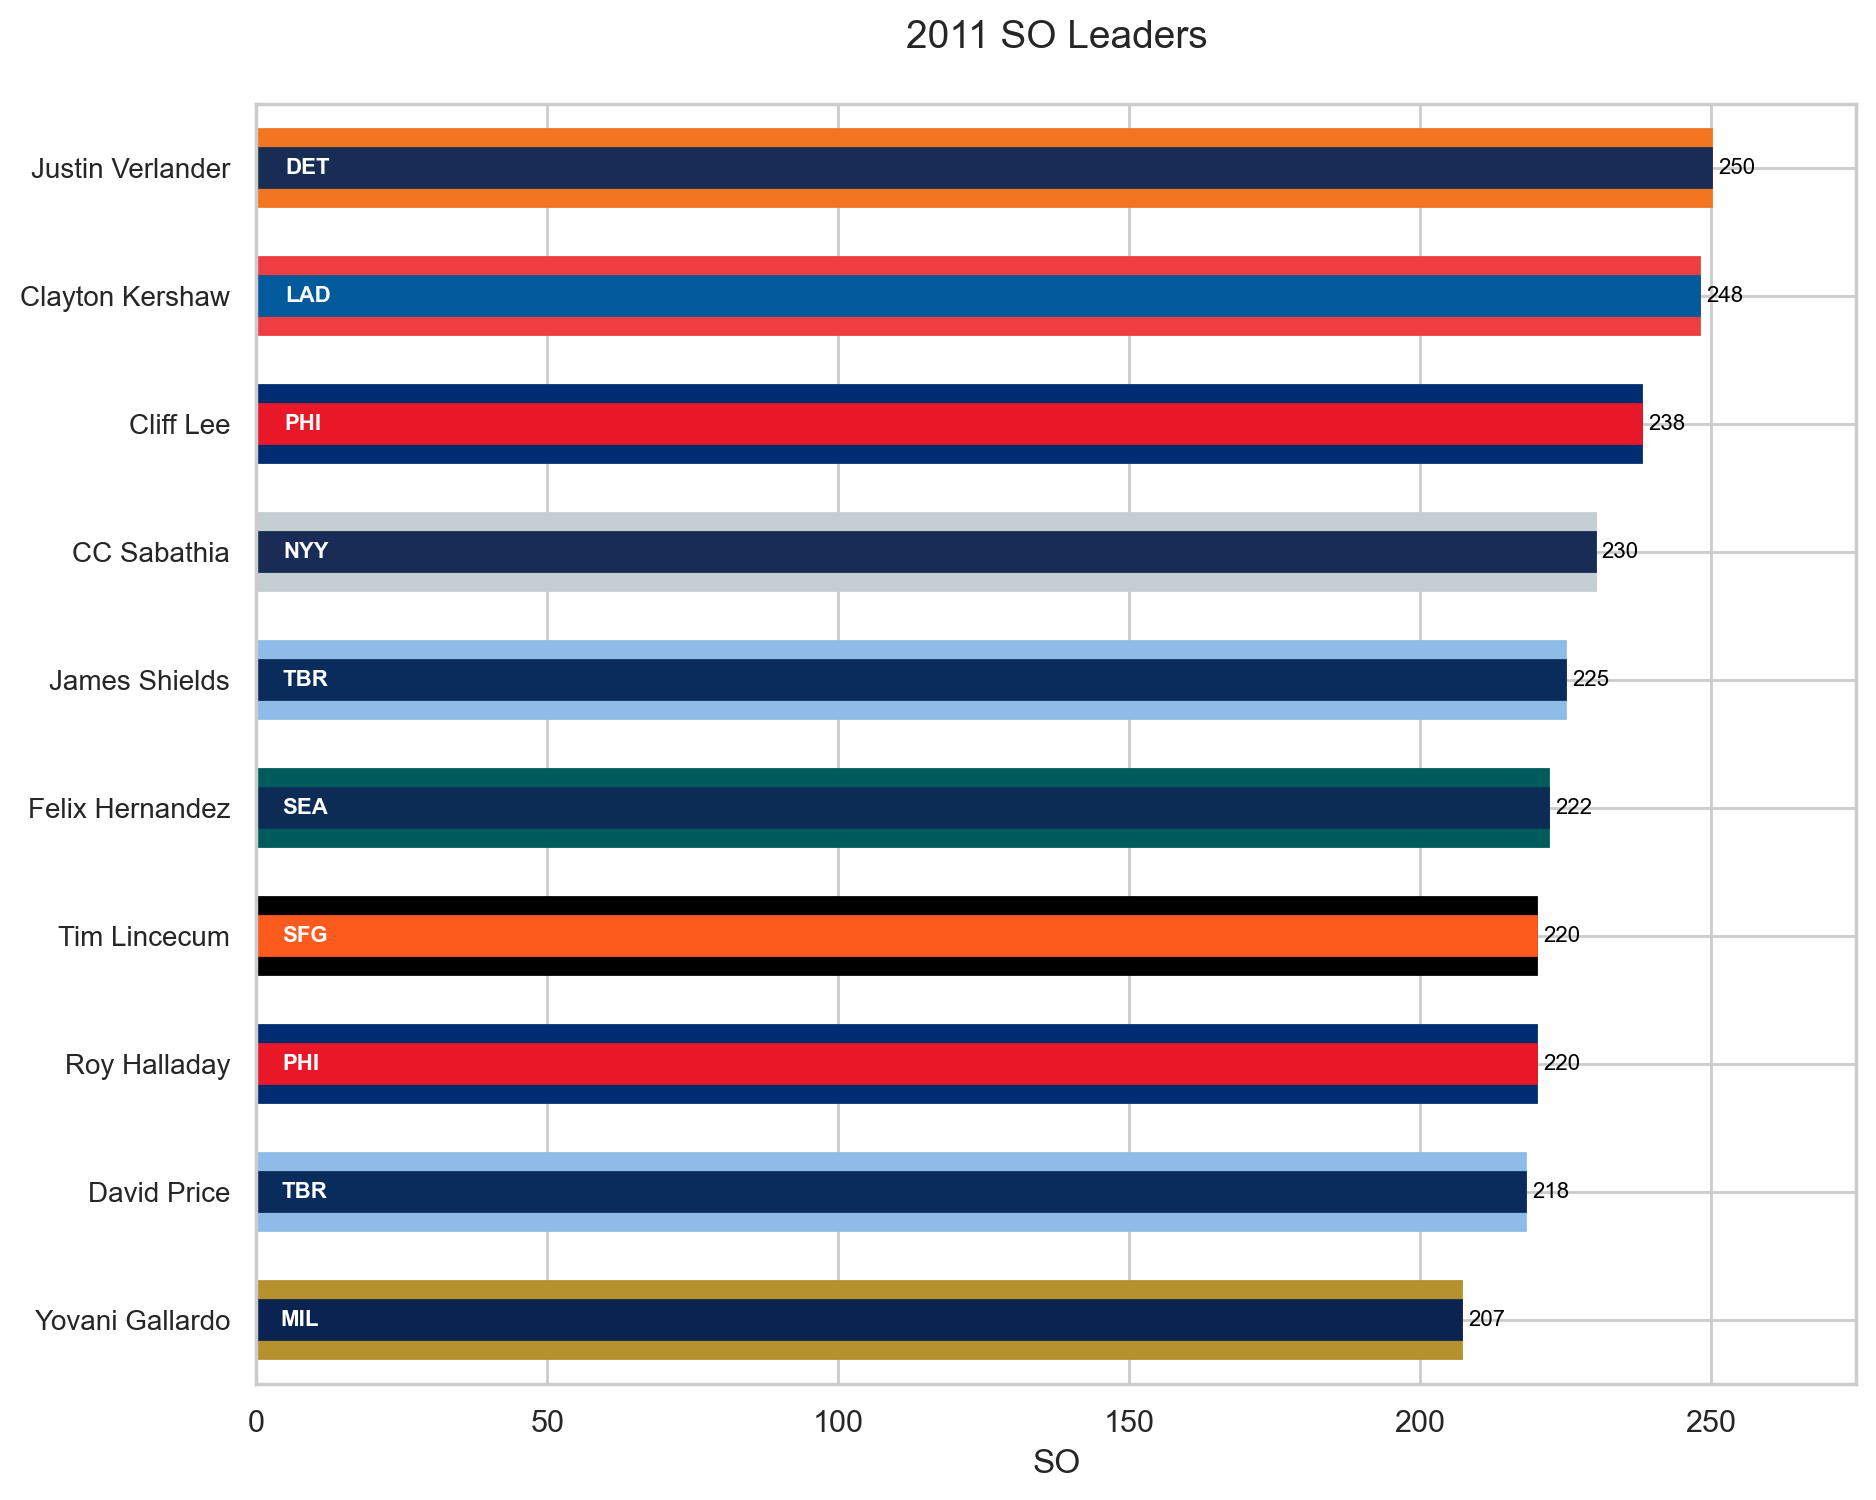 2011 SO Leaders
Justin Verlander DET 250
Clayton Kershaw LAD 248
Cliff Lee PHI 238
CC Sabathia NYY 230
James Shields TBR 225
Felix Hernandez SEA 222
Tim Lincecum SFG 220
Roy Halladay PHI 220
David Price TBR 218
Yovani Gallardo MIL 207
0 50 100 150 200 250
SO